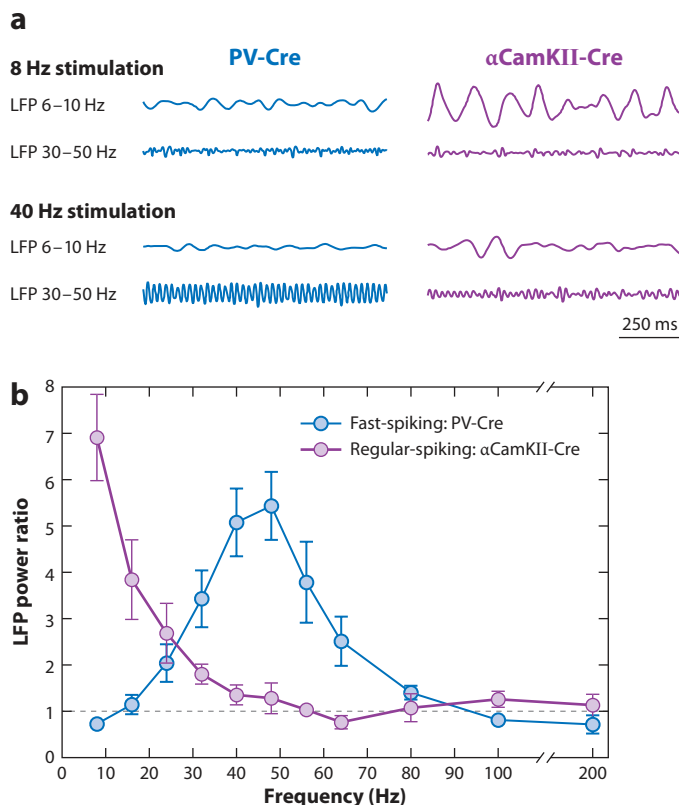 a
PV-Cre αCamKII-Cre
8 Hz stimulation
LFP 6–10 Hz
LFP 30–50 Hz
40 Hz stimulation
LFP 6–10 Hz
LFP 30–50 Hz
250 ms
b
8
7
6
5
4
3
2
1
0
LFP power ratio
Fast-spiking: PV-Cre
Regular-spiking: αCamKII-Cre
0 10 20 30 40 50 60 70 80 90 100 200
Frequency (Hz)